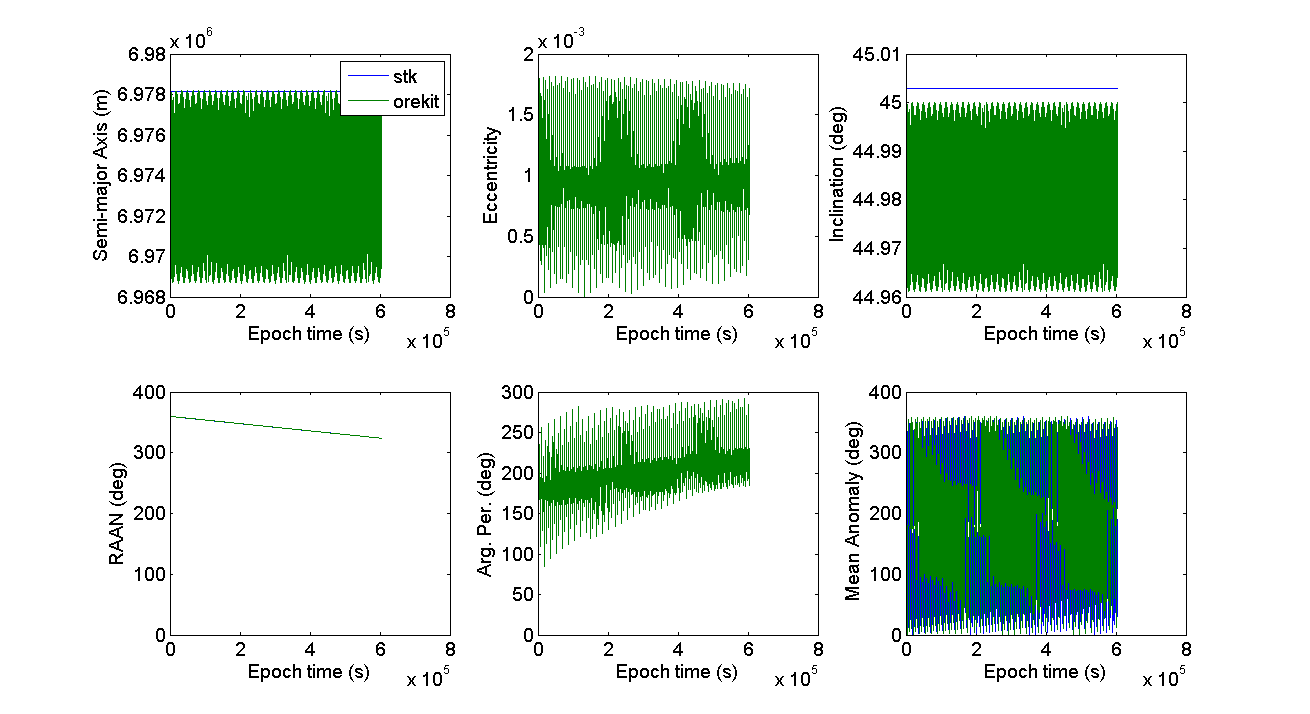 x 10^6
6.98
6.978
6.976
6.974
6.972
6.97
6.968
Semi-major Axis (m)
stk
orekit
0 2 4 6 8
Epoch time (s)
x 10^5
x 10^-3
2
1.5
1
0.5
0
Eccentricity
0 2 4 6 8
Epoch time (s)
x 10^5
45.01
45
44.99
44.98
44.97
44.96
Inclination (deg)
0 2 4 6 8
Epoch time (s)
x 10^5
400
300
200
100
0
RAAN (deg)
0 2 4 6 8
Epoch time (s)
x 10^5
300
250
200
150
100
50
0
Arg. Per. (deg)
0 2 4 6 8
Epoch time (s)
x 10^5
400
300
200
100
0
Mean Anomaly (deg)
0 2 4 6 8
Epoch time (s)
x 10^5